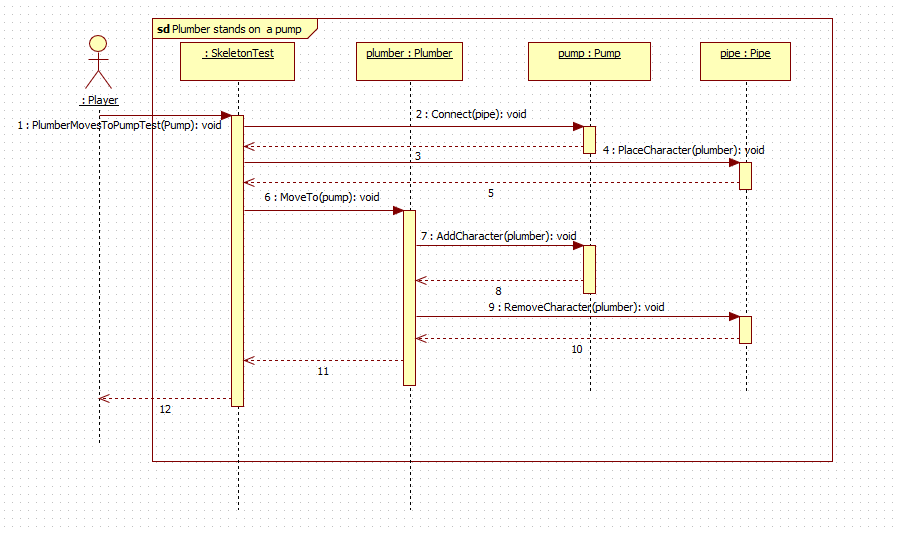 sd Plumber stands on a pump
: SkeletonTest
plumber : Plumber
pump : Pump
pipe : Pipe
: Player
1 : PlumberMovesToPumpTest(Pump): void
2 : Connect(pipe): void
3
4 : PlaceCharacter(plumber): void
5
6 : MoveTo(pump): void
7 : AddCharacter(plumber): void
8
9 : RemoveCharacter(plumber): void
10
11
12